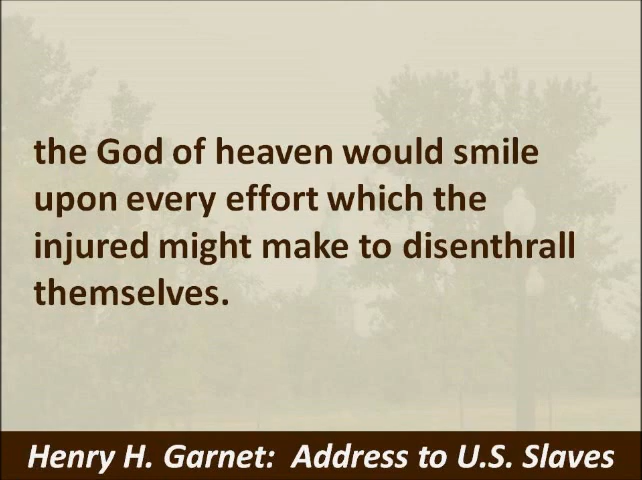 the God of heaven would smile
upon every effort which the
injured might make to disenthrall
themselves.
Henry H. Garnet:  Address to U.S. Slaves